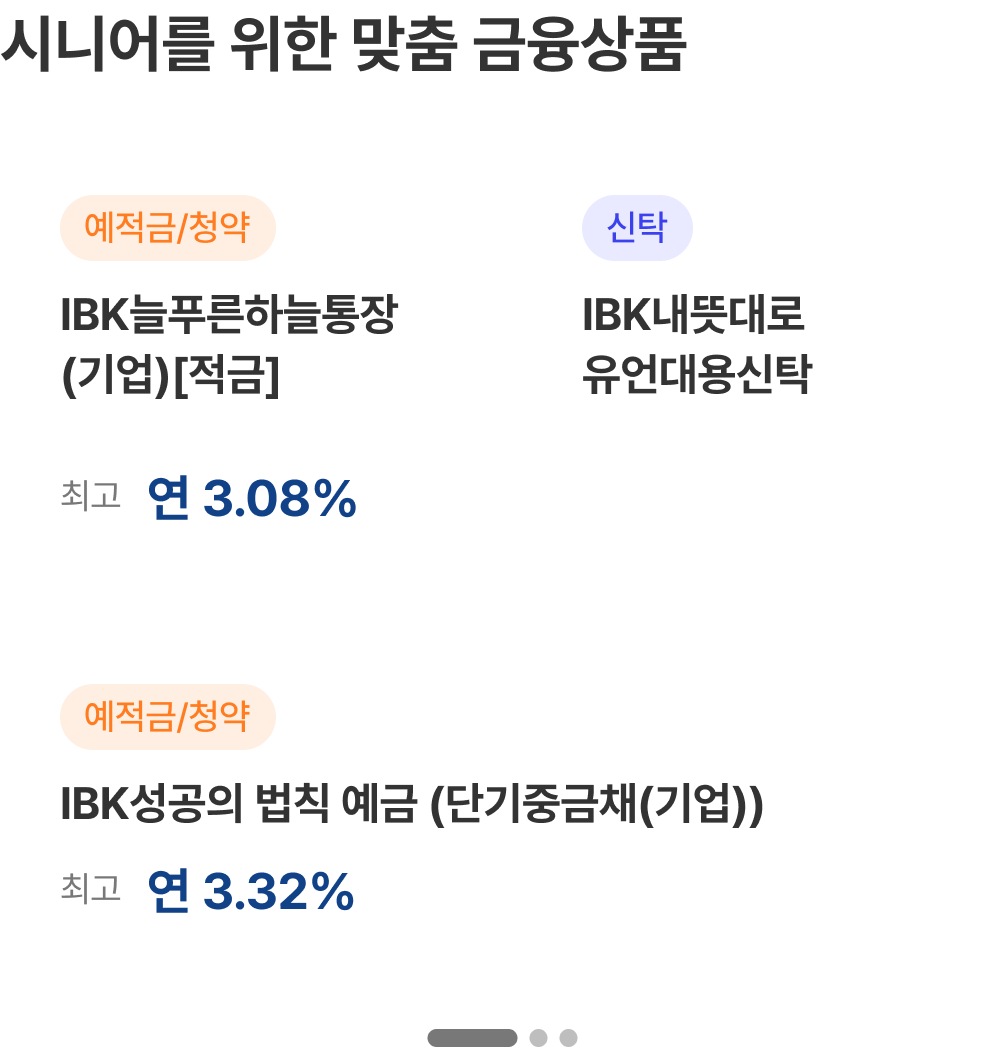 시니어를 위한 맞춤 금융상품
예적금/청약
IBK늘푸른하늘통장
(기업)[적금]
최고 연 3.08%
신탁
IBK내뜻대로
유언대용신탁
예적금/청약
IBK성공의 법칙 예금 (단기중금채(기업))
최고 연 3.32%